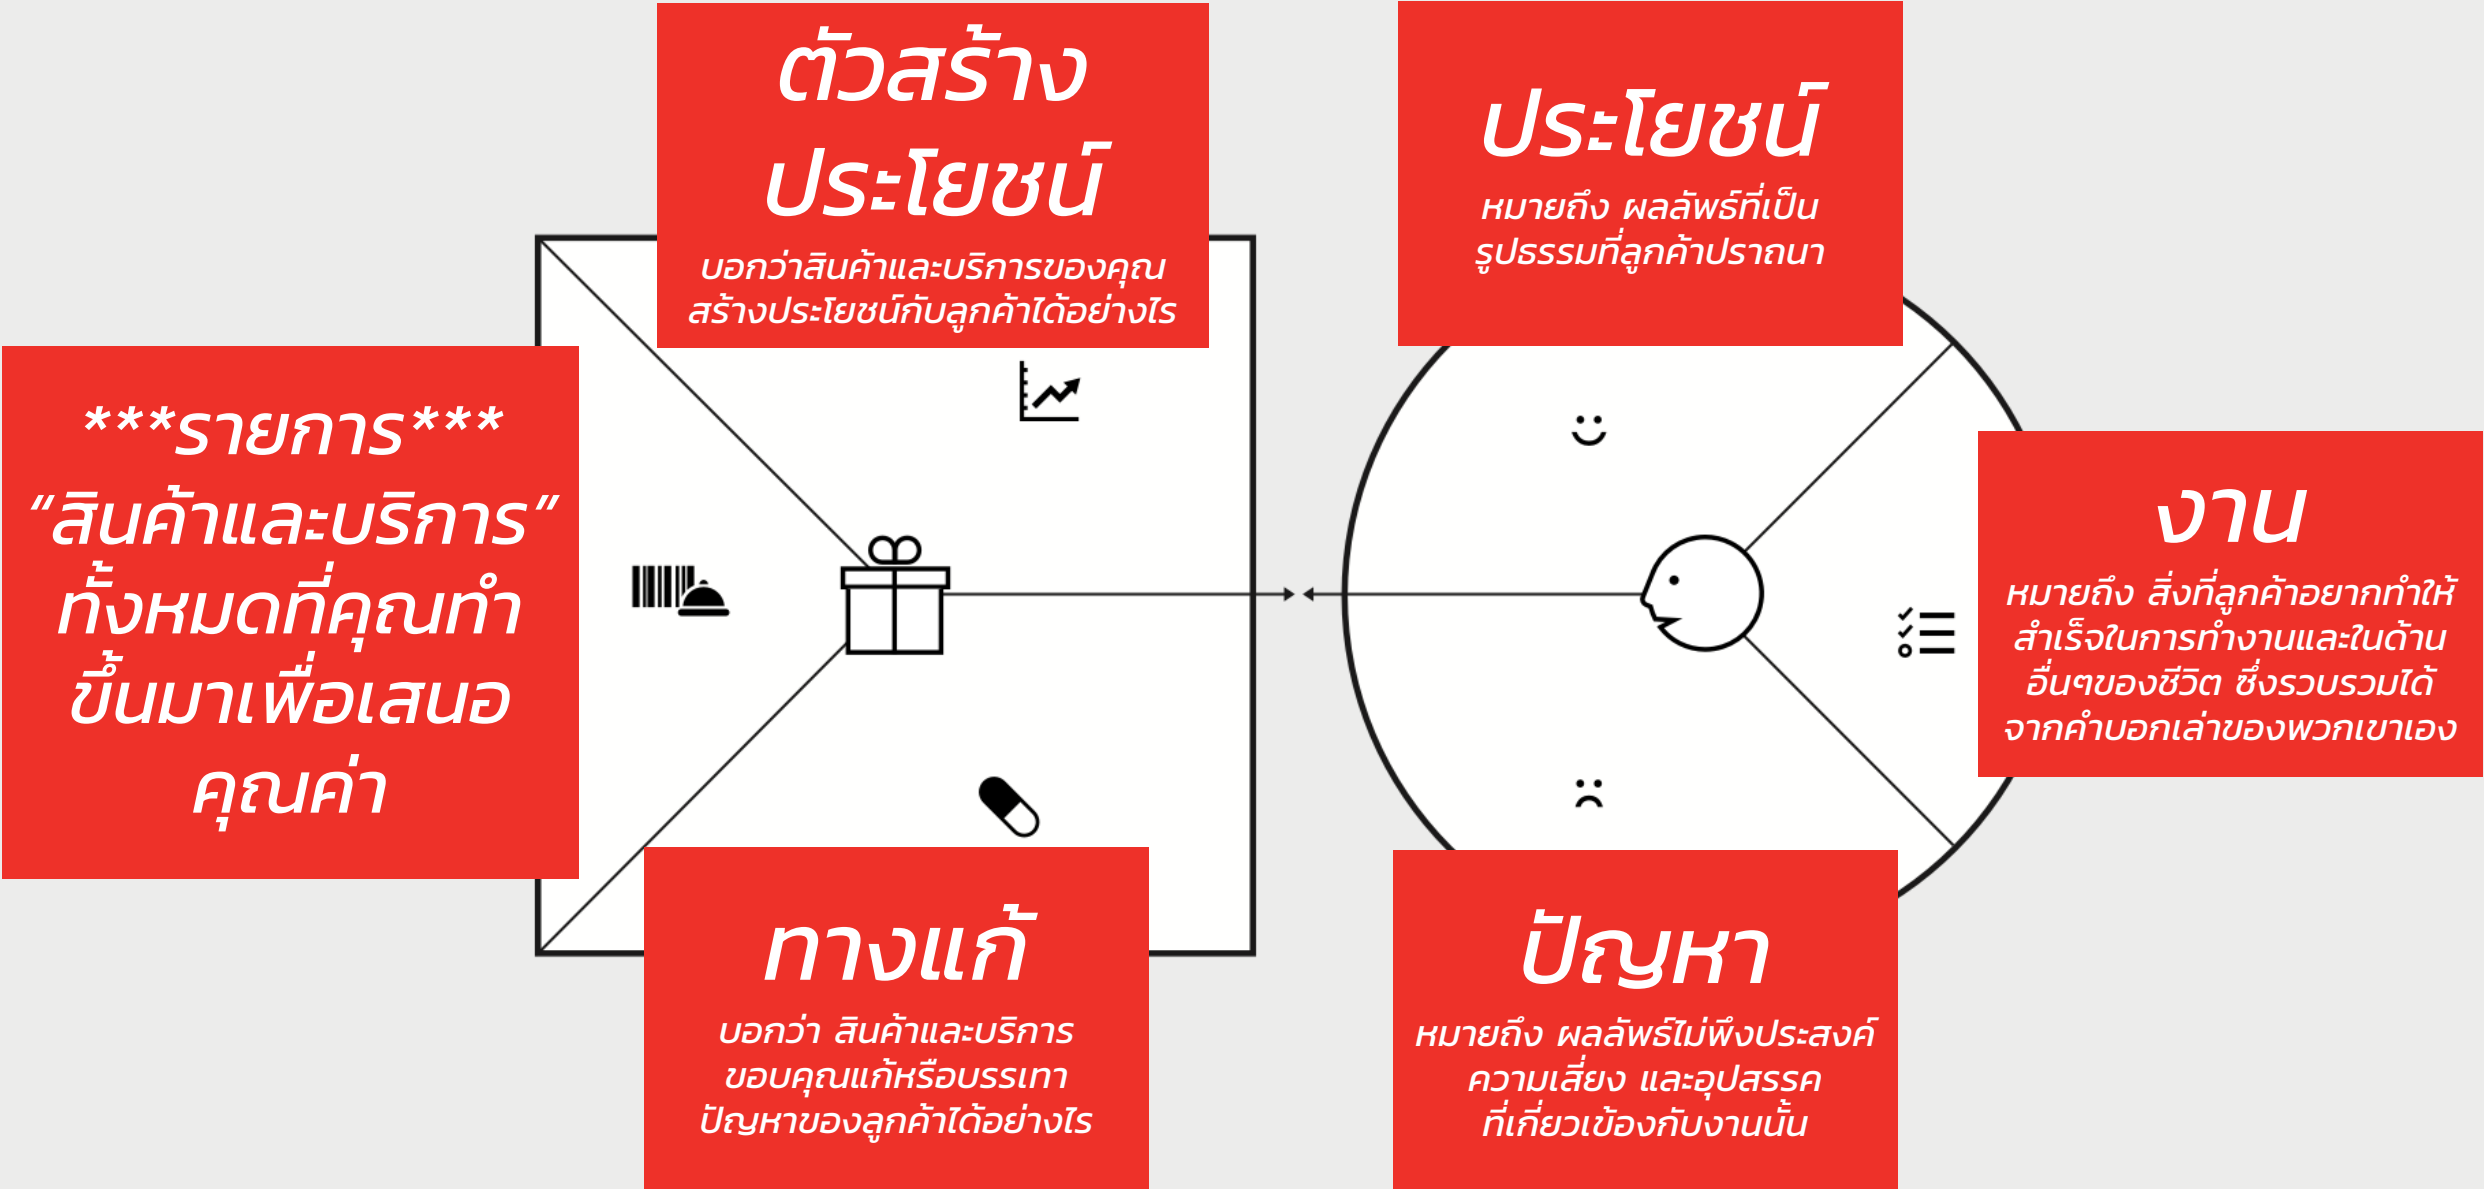 ตัวสร้าง
ประโยชน์
บอกว่าสินค้าและบริการของคุณ
สร้างประโยชน์กับลูกค้าได้อย่างไร
ประโยชน์
หมายถึง ผลลัพธ์ที่เป็น
รูปธรรมที่ลูกค้าปราถนา
***รายการ***
“สินค้าและบริการ”
ทั้งหมดที่คุณทำ
ขึ้นมาเพื่อเสนอ
คุณค่า
งาน
หมายถึง สิ่งที่ลูกค้าอยากทำให้
สำเร็จในการทำงานและในด้าน
อื่นๆของชีวิต ซึ่งรวบรวมได้
จากคำบอกเล่าของพวกเขาเอง
ทางแก้
บอกว่า สินค้าและบริการ
ขอบคุณแก้หรือบรรเทา
ปัญหาของลูกค้าได้อย่างไร
ปัญหา
หมายถึง ผลลัพธ์ไม่พึงประสงค์
ความเสี่ยง และอุปสรรค
ที่เกี่ยวเข้องกับงานนั้น